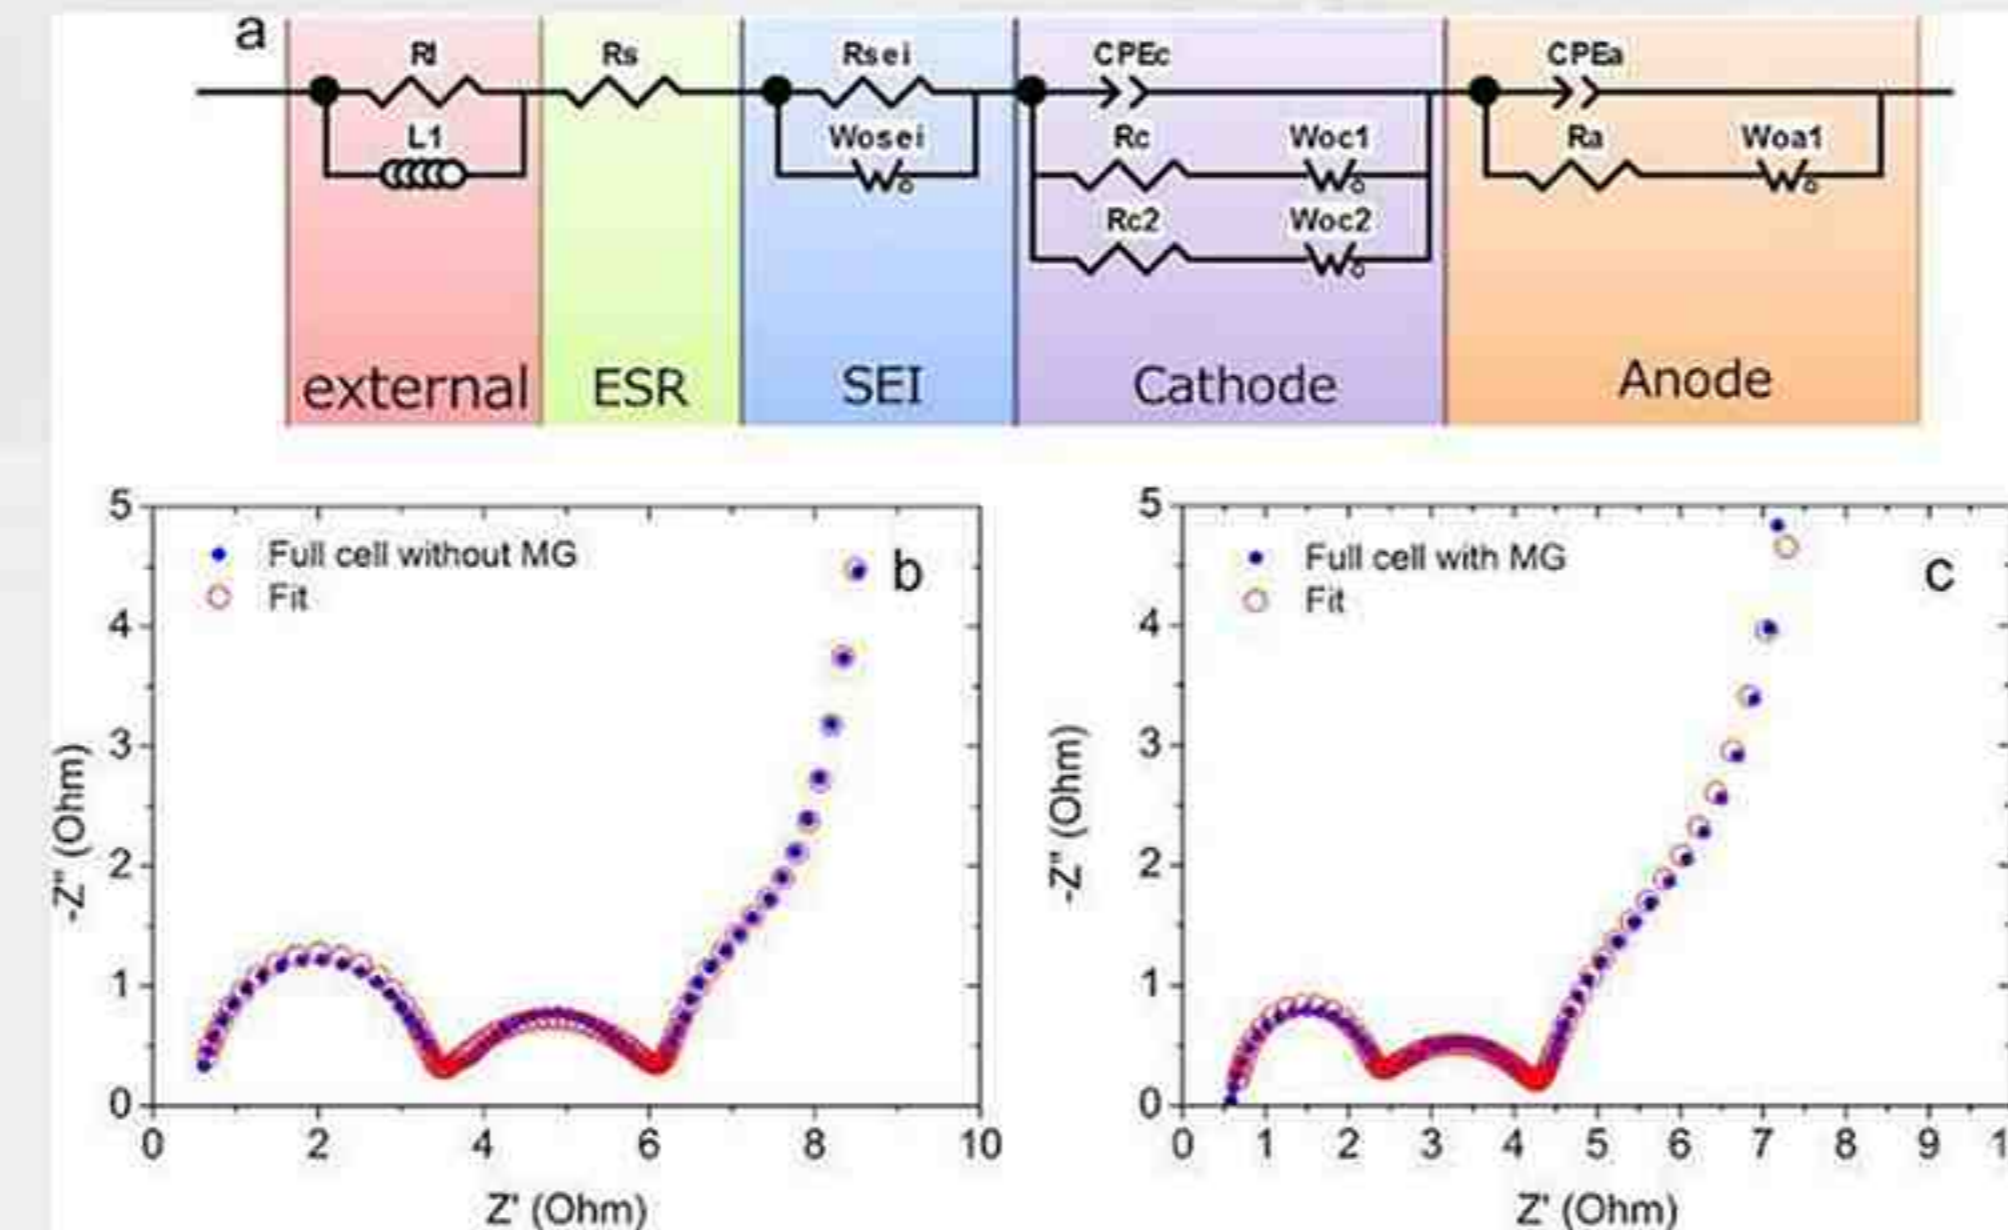 a
Rl Rs Rsei CPEc CPEa
L1 Wosei Rc Woc1 Ra Woa1
Rc2 Woc2
external ESR SEI Cathode Anode
b
Full cell without MG
Fit
5
4
3
2
1
0
0 2 4 6 8 10
-Z" (Ohm)
Z' (Ohm)
c
Full cell with MG
Fit
5
4
3
2
1
0
0 1 2 3 4 5 6 7 8 9
-Z" (Ohm)
Z' (Ohm)